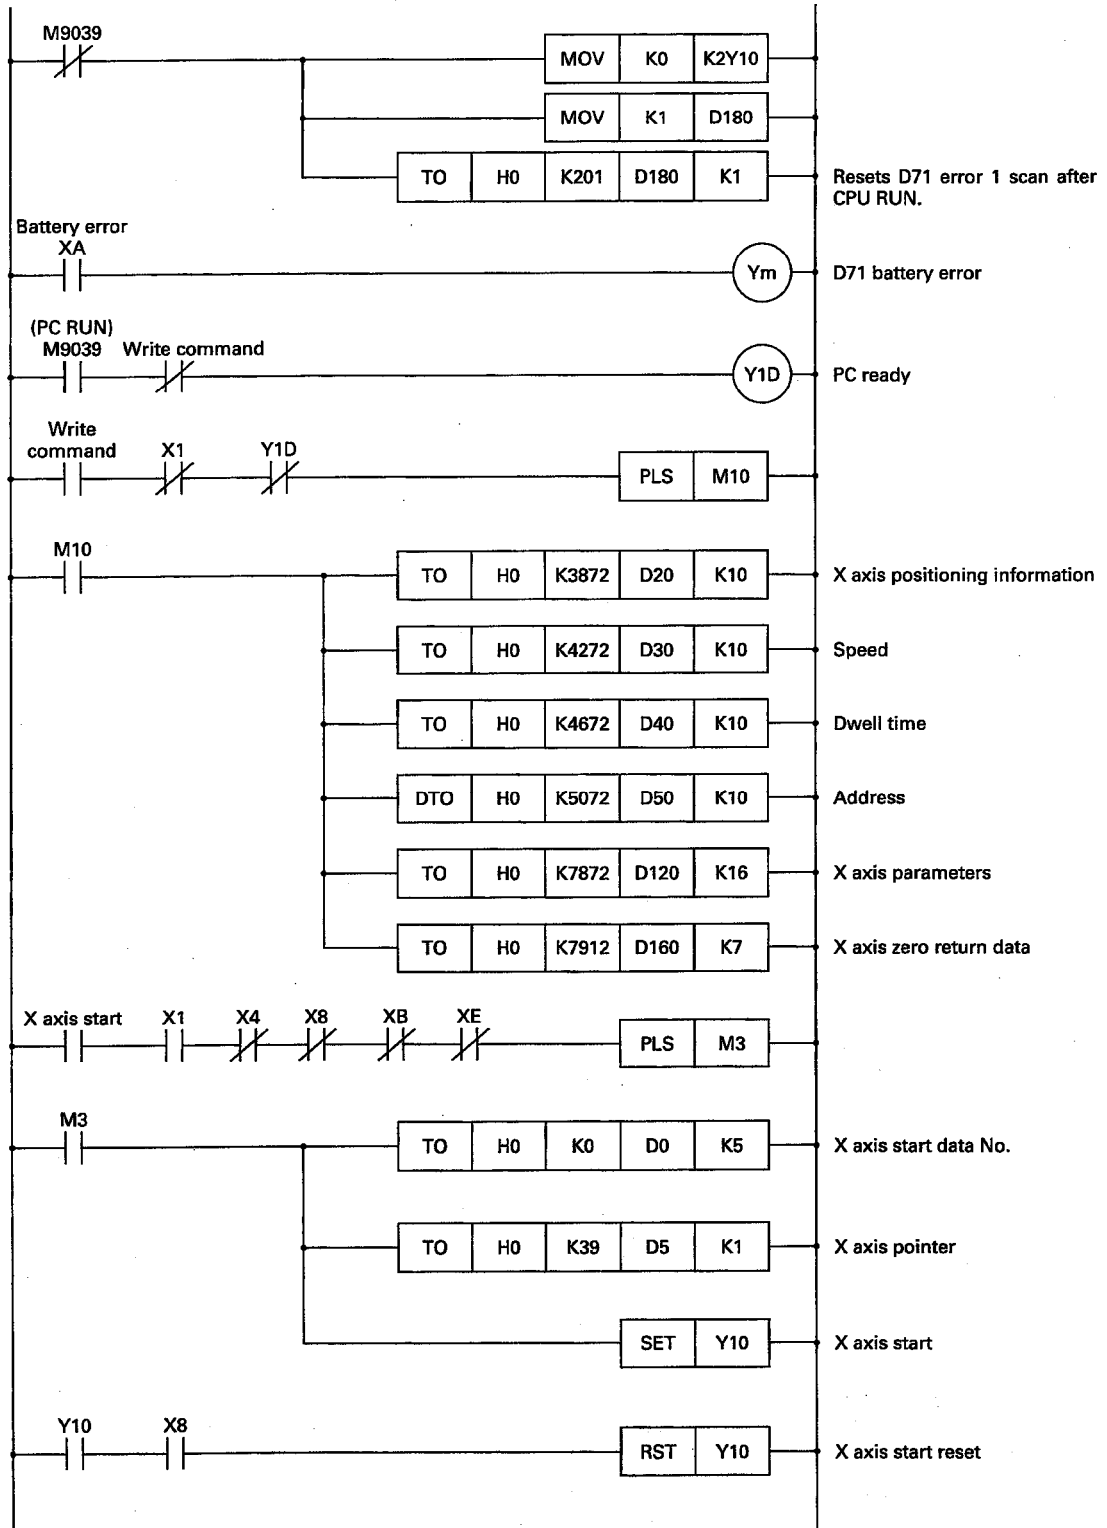 M9039
MOV K0 K2Y10
MOV K1 D180
TO H0 K201 D180 K1 Resets D71 error 1 scan after
CPU RUN.
Battery error
XA
Ym D71 battery error
(PC RUN)
M9039 Write command
Y1D PC ready
Write
command X1 Y1D
PLS M10
M10
TO H0 K3872 D20 K10 X axis positioning information
TO H0 K4272 D30 K10 Speed
TO H0 K4672 D40 K10 Dwell time
DTO H0 K5072 D50 K10 Address
TO H0 K7872 D120 K16 X axis parameters
TO H0 K7912 D160 K7 X axis zero return data
X axis start X1 X4 X8 XB XE
PLS M3
M3
TO H0 K0 D0 K5 X axis start data No.
TO H0 K39 D5 K1 X axis pointer
SET Y10 X axis start
Y10 X8
RST Y10 X axis start reset